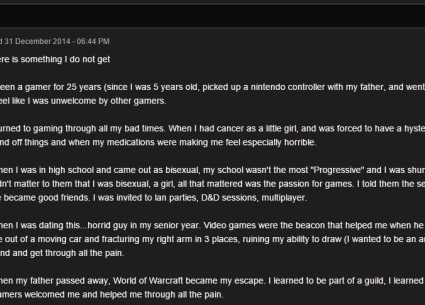 31 December 2014 - 06:44 PM
ere is something I do not get
een a gamer for 25 years (since I was 5 years old, picked up a nintendo controller with my father, and went
eel like I was unwelcome by other gamers.
urned to gaming through all my bad times. When I had cancer as a little girl, and was forced to have a hyste
nd off things and when my medications were making me feel especially horrible.
hen I was in high school and came out as bisexual, my school wasn't the most "Progressive" and I was shur
dn't matter to them that I was bisexual, a girl, all that mattered was the passion for games. I told them the se
e became good friends. I was invited to lan parties, D&D sessions, multiplayer.
hen I was dating this...horrid guy in my senior year. Video games were the beacon that helped me when he
e out of a moving car and fracturing my right arm in 3 places, ruining my ability to draw (I wanted to be an au
nd and get through all the pain.
hen my father passed away, World of Warcraft became my escape. I learned to be part of a guild, I learned
amers welcomed me and helped me through all the pain.